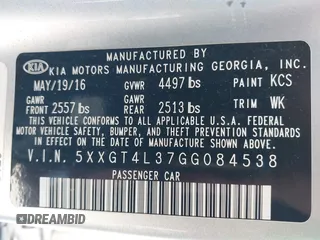 MANUFACTURED BY
KIA KIA MOTORS MANUFACTURING GEORGIA, INC.
MAY/19/16 GVWR 4497 lbs PAINT KCS
GAWR FRONT 2557 lbs GAWR REAR 2513 lbs TRIM WK
THIS VEHICLE CONFORMS TO ALL APPLICABLE U.S.A. FEDERAL
MOTOR VEHICLE SAFETY, BUMPER, AND THEFT PREVENTION
STANDARDS IN EFFECT ON THE DATE OF MANUFACTURE SHOWN ABOVE.
V.I.N. 5XXGT4L37GG084538
PASSENGER CAR
DREAMBID